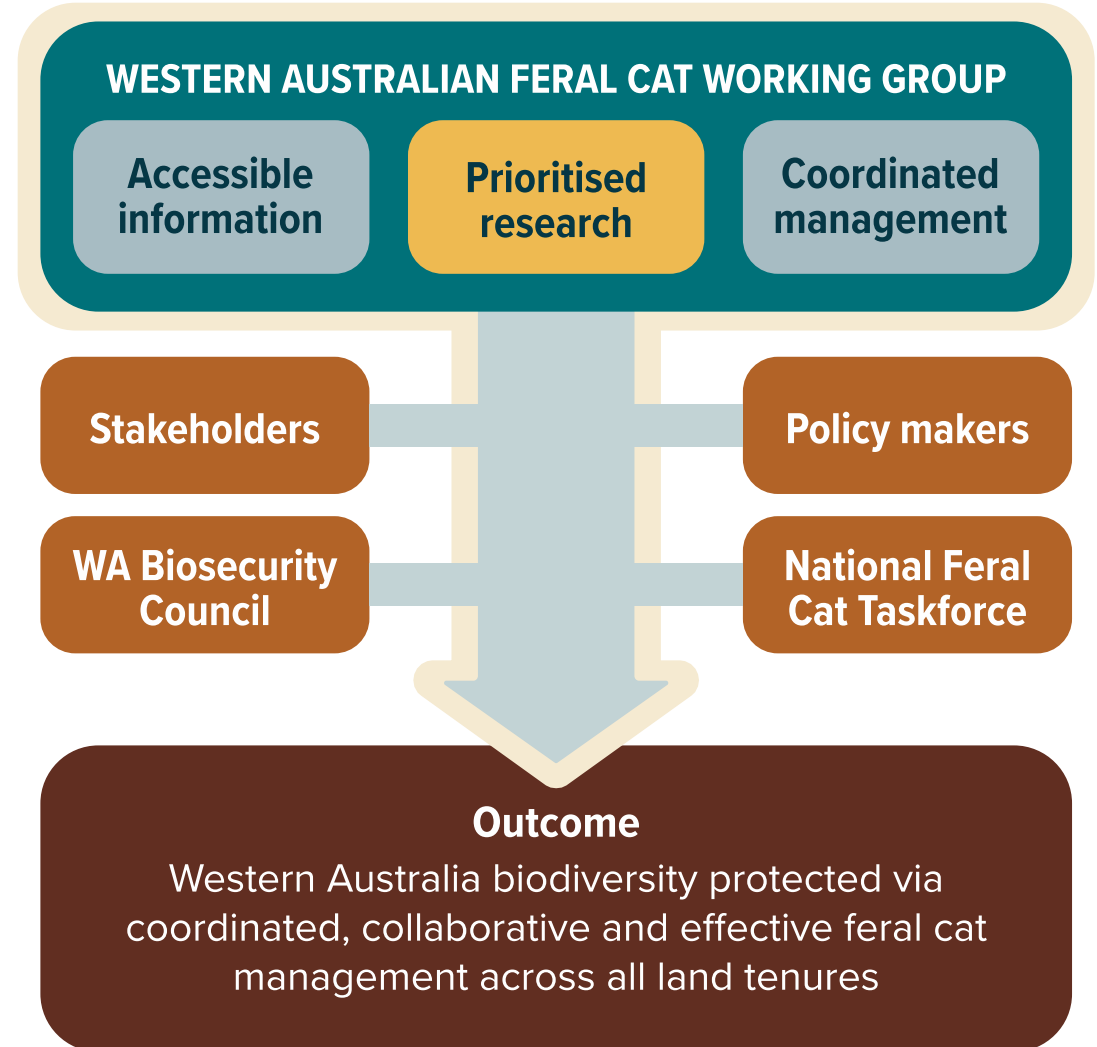 WESTERN AUSTRALIAN FERAL CAT WORKING GROUP
Accessible
information
Prioritised
research
Coordinated
management
Stakeholders
Policy makers
WA Biosecurity
Council
National Feral
Cat Taskforce
Outcome
Western Australia biodiversity protected via
coordinated, collaborative and effective feral cat
management across all land tenures